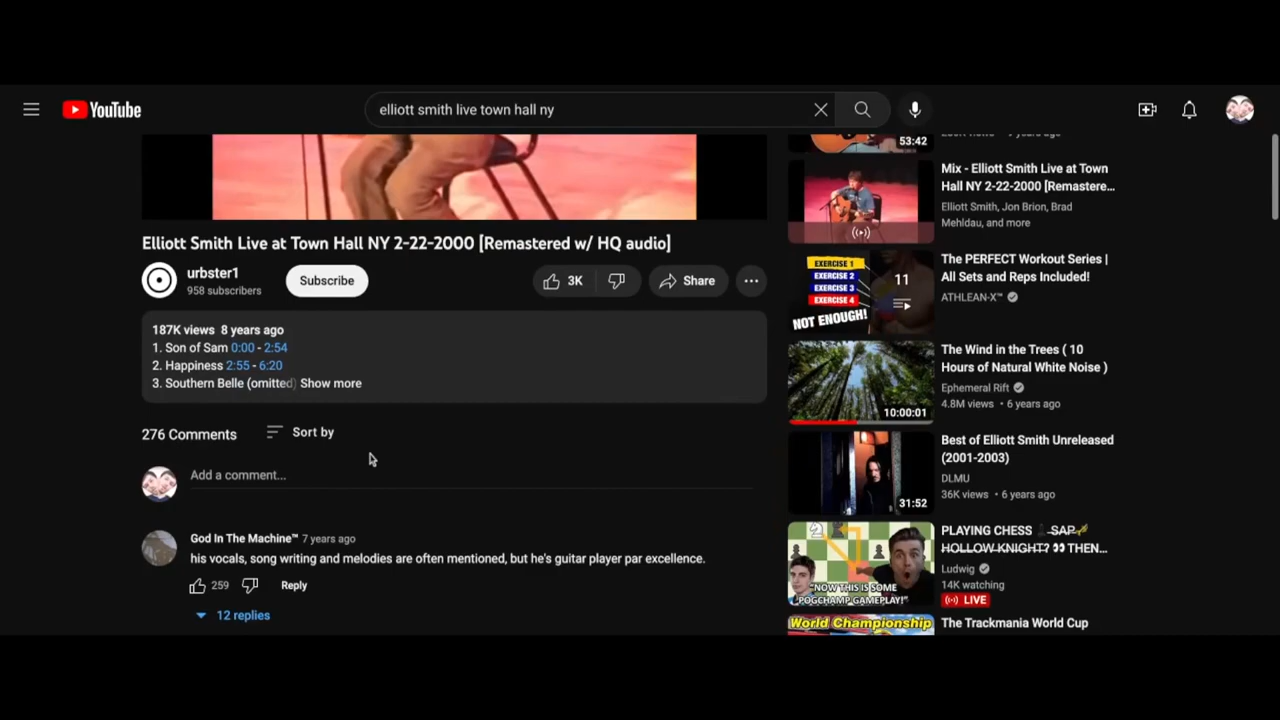 YouTube
elliott smith live town hall ny
Elliott Smith Live at Town Hall NY 2-22-2000 [Remastered w/ HQ audio]
urbster1
958 subscribers
Subscribe
3K
Share
187K views 8 years ago
1. Son of Sam 0:00 - 2:54
2. Happiness 2:55 - 6:20
3. Southern Belle (omitted) Show more
276 Comments
Sort by
Add a comment...
God In The Machine™ 7 years ago
his vocals, song writing and melodies are often mentioned, but he's guitar player par excellence.
259
Reply
12 replies
53:42
Mix - Elliott Smith Live at Town
Hall NY 2-22-2000 [Remastere...
Elliott Smith, Jon Brion, Brad
Mehldau, and more
EXERCISE 1
EXERCISE 2
EXERCISE 3
EXERCISE 4
NOT ENOUGH!
11
The PERFECT Workout Series |
All Sets and Reps Included!
ATHLEAN-X™
The Wind in the Trees ( 10
Hours of Natural White Noise )
Ephemeral Rift
4.8M views • 6 years ago
10:00:01
Best of Elliott Smith Unreleased
(2001-2003)
DLMU
36K views • 6 years ago
31:52
PLAYING CHESS SAP
HOLLOW KNIGHT? THEN...
Ludwig
14K watching
LIVE
"NOW THIS IS SOME
POGCHAMP GAMEPLAY!"
World Championship
The Trackmania World Cup